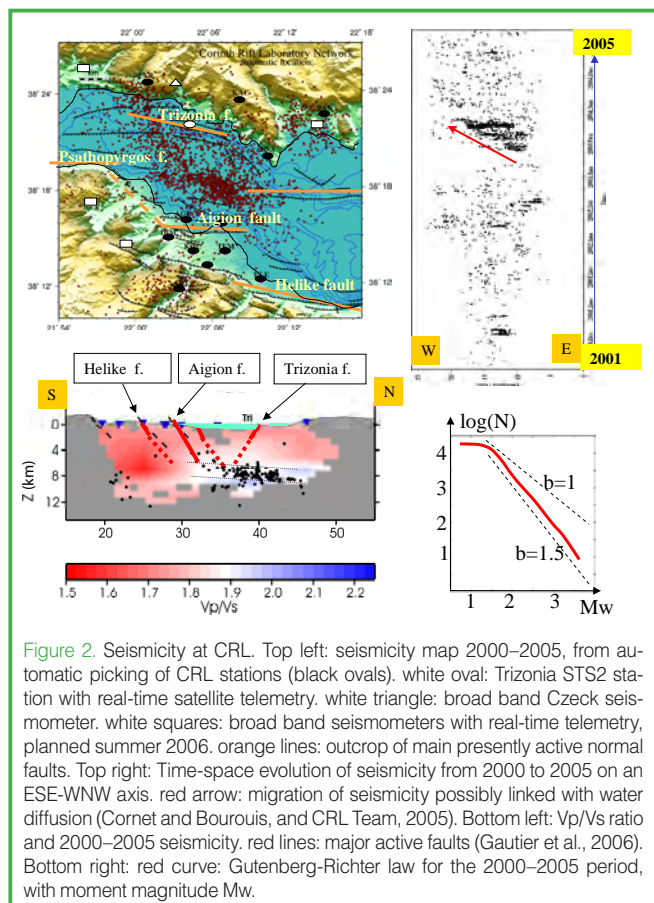 22 00'
22 06'
22 12'
22 18'
Corinth Rift Laboratory Network
automatic location
38 24'
38 24
Trizonia f.
Psathopyrgos f.
38 18'
38 18'
Aigion fault
38 12'
38 12'
Helike fault
21 54'
22 00'
22 06'
22 12'
2005
W
E
2001
Helike f.
Aigion f.
Trizonia f.
S
N
Tri
Z (km)
0
4
8
12
20
30
40
50
1.5
1.6
1.7
1.8
1.9
2.0
2.1
2.2
Vp/Vs
log(N)
4
3
2
1
b=1
b=1.5
1
2
3
Mw
Figure 2. Seismicity at CRL. Top left: seismicity map 2000–2005, from au-
tomatic picking of CRL stations (black ovals). white oval: Trizonia STS2 sta-
tion with real-time satellite telemetry. white triangle: broad band Czeck seis-
mometer. white squares: broad band seismometers with real-time telemetry,
planned summer 2006. orange lines: outcrop of main presently active normal
faults. Top right: Time-space evolution of seismicity from 2000 to 2005 on an
ESE-WNW axis. red arrow: migration of seismicity possibly linked with water
diffusion (Cornet and Bourouis, and CRL Team, 2005). Bottom left: Vp/Vs ratio
and 2000–2005 seismicity. red lines: major active faults (Gautier et al., 2006).
Bottom right: red curve: Gutenberg-Richter law for the 2000–2005 period,
with moment magnitude Mw.